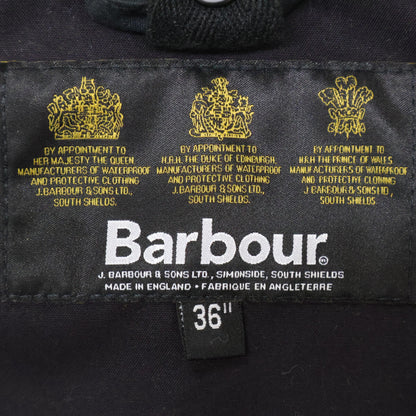 BY APPOINTMENT TO
HER MAJESTY THE QUEEN
MANUFACTURERS OF WATERPROOF
AND PROTECTIVE CLOTHING
J.BARBOUR & SONS LTD.,
SOUTH SHIELDS.
BY APPOINTMENT TO
H.R.H. THE DUKE OF EDINBURGH.
MANUFACTURERS OF WATERPROOF
AND PROTECTIVE CLOTHING
J.BARBOUR & SONS LTD.,
SOUTH SHIELDS.
BY APPOINTMENT TO
H.R.H. THE PRINCE OF WALES.
MANUFACTURERS OF WATERPROOF
AND PROTECTIVE CLOTHING
J.BARBOUR & SONS LTD.,
SOUTH SHIELDS.
Barbour®
J. BARBOUR & SONS LTD., SIMONSIDE, SOUTH SHIELDS
MADE IN ENGLAND • FABRIQUE EN ANGLETERRE
36"